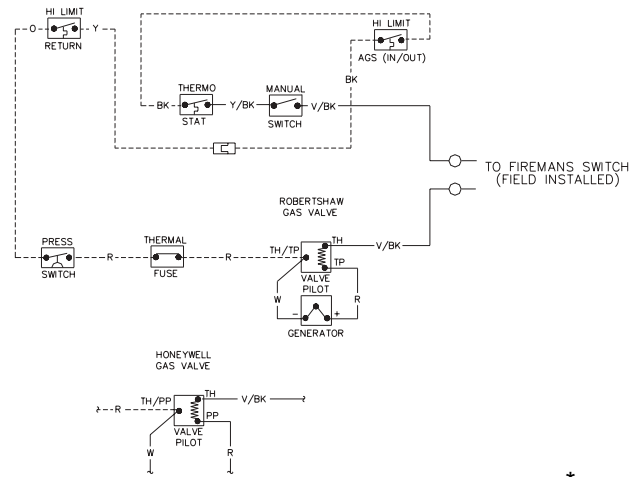 HI LIMIT
O
Y
RETURN
HI LIMIT
AGS (IN/OUT)
BK
THERMO
STAT
BK
Y/BK
MANUAL
SWITCH
V/BK
TO FIREMANS SWITCH
(FIELD INSTALLED)
ROBERTSHAW
GAS VALVE
PRESS
SWITCH
R
THERMAL
FUSE
R
TH/TP
TH
V/BK
TP
VALVE
PILOT
W
R
- +
GENERATOR
HONEYWELL
GAS VALVE
R
TH/PP
TH
V/BK
PP
VALVE
PILOT
W
R
*